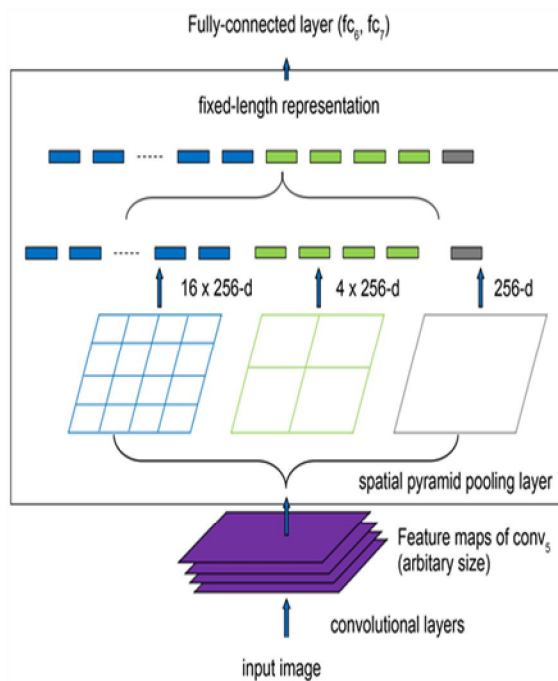 Fully-connected layer (fc₆, fc₇)
fixed-length representation
16 x 256-d
4 x 256-d
256-d
spatial pyramid pooling layer
Feature maps of conv₅
(arbitary size)
convolutional layers
input image